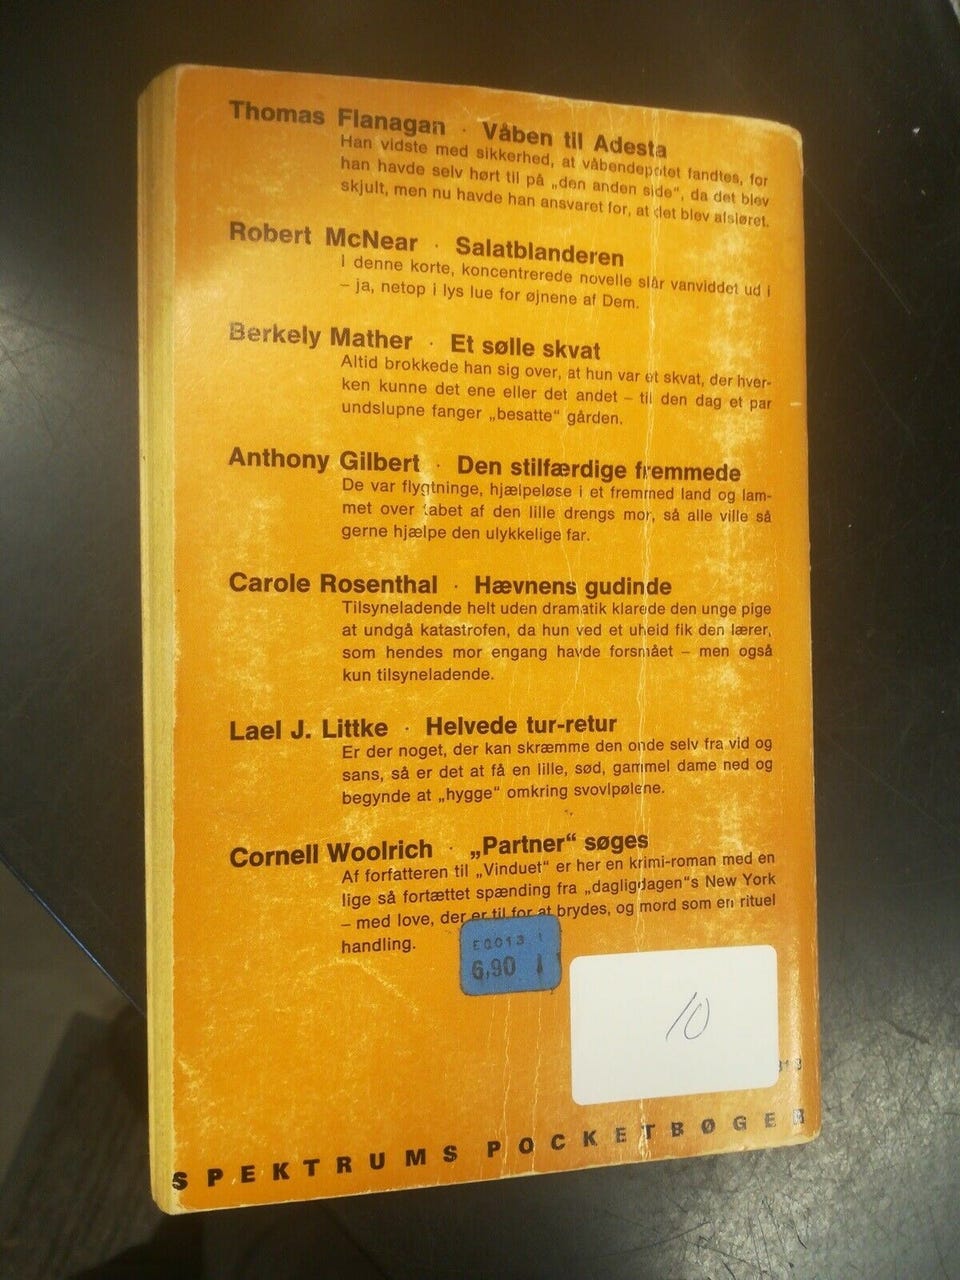 Thomas Flanagan · Våben til Adesta
Han vidste med sikkerhed, at våbendepotet fandtes, for
han havde selv hørt til på „den anden side“, da det blev
skjult, men nu havde han ansvaret for, at det blev afsløret.
Robert McNear · Salatblanderen
I denne korte, koncentrerede novelle slår vanviddet ud i
– ja, netop i lys lue for øjnene af Dem.
Berkely Mather · Et sølle skvat
Altid brokkede han sig over, at hun var et skvat, der hver-
ken kunne det ene eller det andet – til den dag et par
undslupne fanger „besatte“ gården.
Anthony Gilbert · Den stilfærdige fremmede
De var flygtninge, hjælpeløse i et fremmed land og lam-
met over tabet af den lille drengs mor, så alle ville så
gerne hjælpe den ulykkelige far.
Carole Rosenthal · Hævnens gudinde
Tilsyneladende helt uden dramatik klarede den unge pige
at undgå katastrofen, da hun ved et uheld fik den lærer,
som hendes mor engang havde forsmået – men også
kun tilsyneladende.
Lael J. Littke · Helvede tur-retur
Er der noget, der kan skræmme den onde selv fra vid og
sans, så er det at få en lille, sød, gammel dame ned og
begynde at „hygge“ omkring svovlpølene.
Cornell Woolrich · „Partner“ søges
Af forfatteren til „Vinduet“ er her en krimi-roman med en
lige så fortættet spænding fra „dagligdagen“s New York
– med love, der er til for at brydes, og mord som en rituel
handling.
EQ013 1
6,90
10
SPEKTRUMS POCKETBØGER